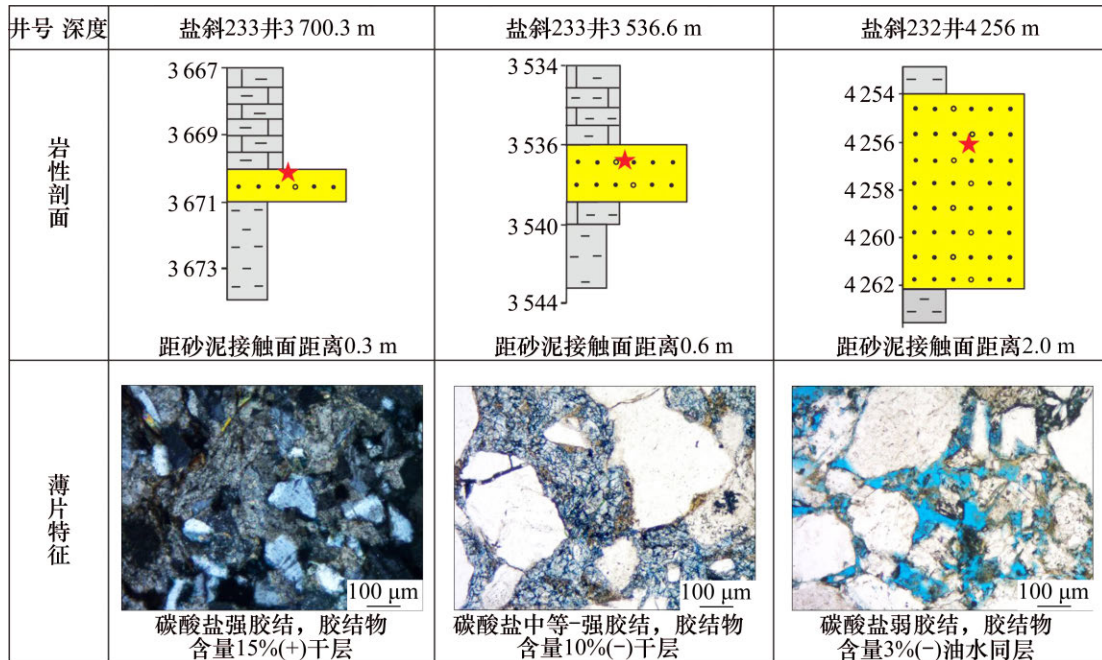 井号 深度
盐斜233井3 700.3 m
盐斜233井3 536.6 m
盐斜232井4 256 m
岩性剖面
3 667
3 669
3 671
3 673
距砂泥接触面距离0.3 m
3 534
3 536
3 540
3 544
距砂泥接触面距离0.6 m
4 254
4 256
4 258
4 260
4 262
距砂泥接触面距离2.0 m
薄片特征
100 μm
碳酸盐强胶结，胶结物
含量15%(+)干层
100 μm
碳酸盐中等-强胶结，胶结物
含量10%(-)干层
100 μm
碳酸盐弱胶结，胶结物
含量3%(-)油水同层